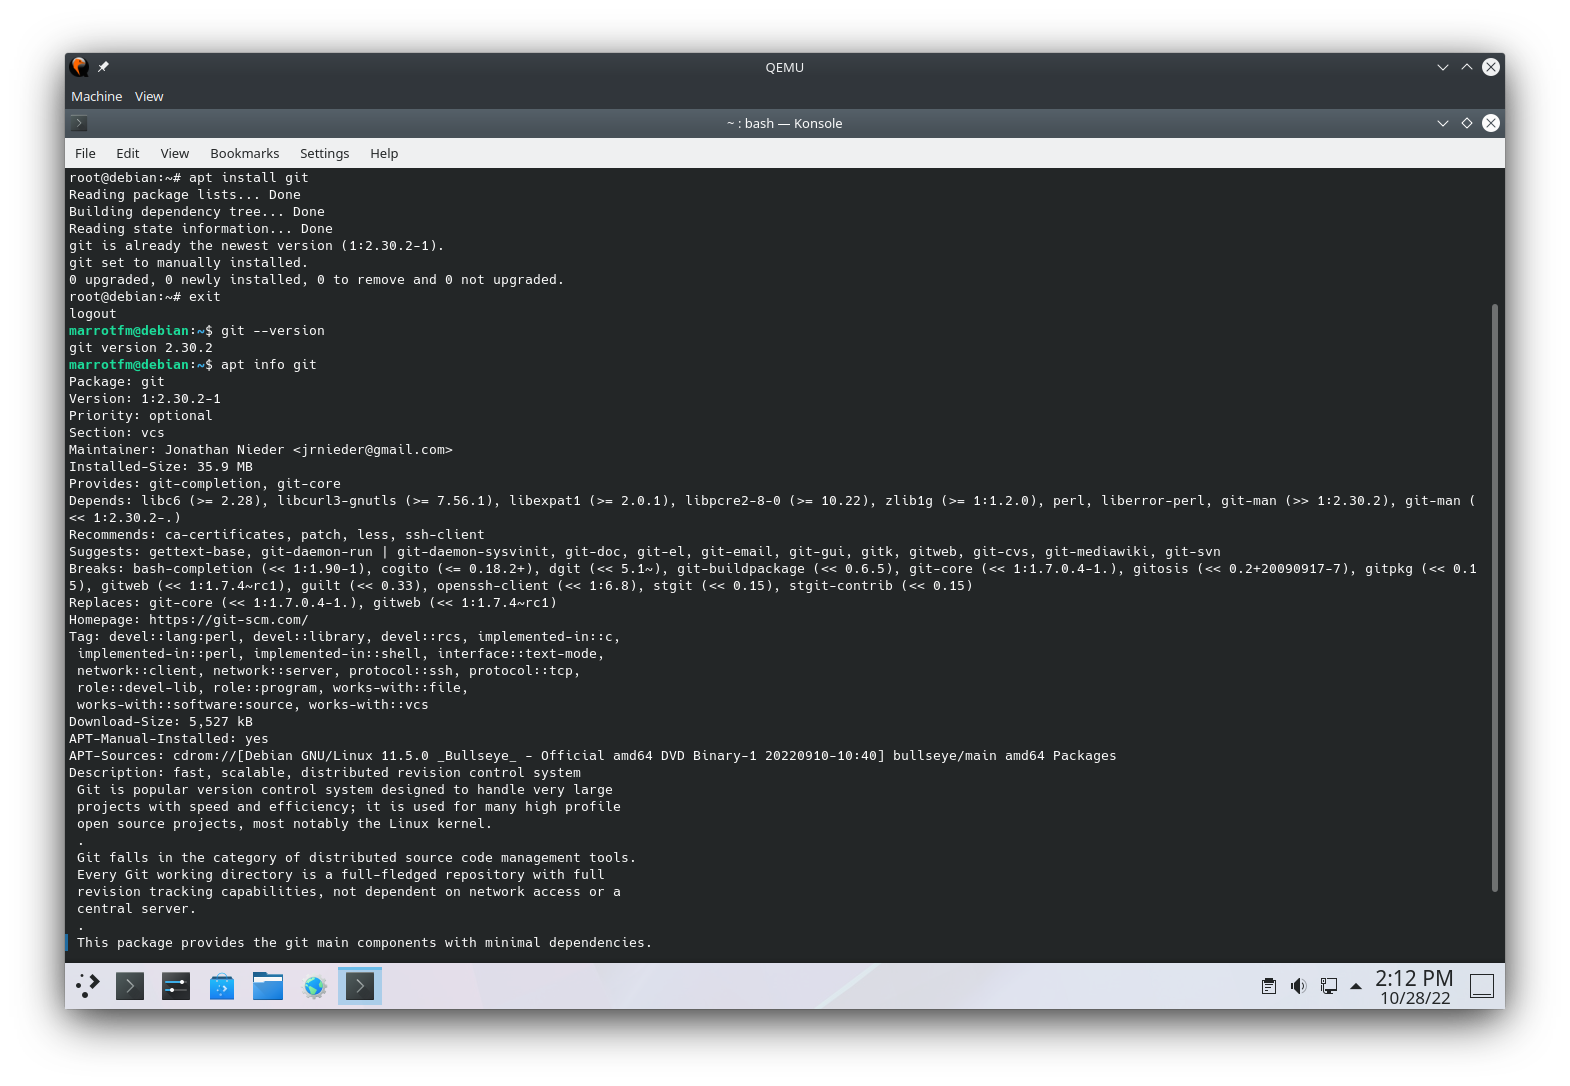 QEMU
Machine View
~ : bash — Konsole
File Edit View Bookmarks Settings Help
root@debian:~# apt install git
Reading package lists... Done
Building dependency tree... Done
Reading state information... Done
git is already the newest version (1:2.30.2-1).
git set to manually installed.
0 upgraded, 0 newly installed, 0 to remove and 0 not upgraded.
root@debian:~# exit
logout
marrotfm@debian:~$ git --version
git version 2.30.2
marrotfm@debian:~$ apt info git
Package: git
Version: 1:2.30.2-1
Priority: optional
Section: vcs
Maintainer: Jonathan Nieder <jrnieder@gmail.com>
Installed-Size: 35.9 MB
Provides: git-completion, git-core
Depends: libc6 (>= 2.28), libcurl3-gnutls (>= 7.56.1), libexpat1 (>= 2.0.1), libpcre2-8-0 (>= 10.22), zlib1g (>= 1:1.2.0), perl, liberror-perl, git-man (>> 1:2.30.2), git-man (
<< 1:2.30.2-.)
Recommends: ca-certificates, patch, less, ssh-client
Suggests: gettext-base, git-daemon-run | git-daemon-sysvinit, git-doc, git-el, git-email, git-gui, gitk, gitweb, git-cvs, git-mediawiki, git-svn
Breaks: bash-completion (<< 1:1.90-1), cogito (<= 0.18.2+), dgit (<< 5.1~), git-buildpackage (<< 0.6.5), git-core (<< 1:1.7.0.4-1.), gitosis (<< 0.2+20090917-7), gitpkg (<< 0.1
5), gitweb (<< 1:1.7.4~rc1), guilt (<< 0.33), openssh-client (<< 1:6.8), stgit (<< 0.15), stgit-contrib (<< 0.15)
Replaces: git-core (<< 1:1.7.0.4-1.), gitweb (<< 1:1.7.4~rc1)
Homepage: https://git-scm.com/
Tag: devel::lang:perl, devel::library, devel::rcs, implemented-in::c,
implemented-in::perl, implemented-in::shell, interface::text-mode,
network::client, network::server, protocol::ssh, protocol::tcp,
role::devel-lib, role::program, works-with::file,
works-with::software:source, works-with::vcs
Download-Size: 5,527 kB
APT-Manual-Installed: yes
APT-Sources: cdrom://[Debian GNU/Linux 11.5.0 _Bullseye_ - Official amd64 DVD Binary-1 20220910-10:40] bullseye/main amd64 Packages
Description: fast, scalable, distributed revision control system
Git is popular version control system designed to handle very large
projects with speed and efficiency; it is used for many high profile
open source projects, most notably the Linux kernel.
.
Git falls in the category of distributed source code management tools.
Every Git working directory is a full-fledged repository with full
revision tracking capabilities, not dependent on network access or a
central server.
.
This package provides the git main components with minimal dependencies.
2:12 PM
10/28/22